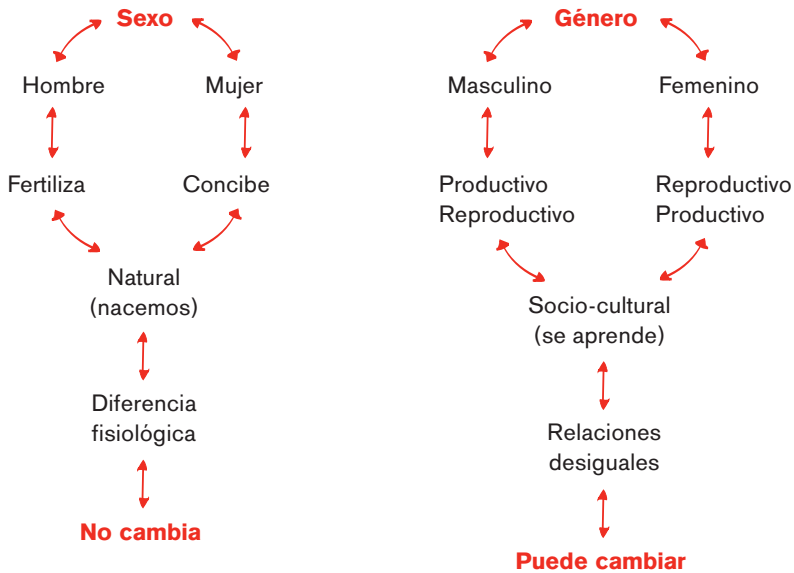 Sexo
Hombre
Mujer
Fertiliza
Concibe
Natural
(nacemos)
Diferencia
fisiológica
No cambia
Género
Masculino
Femenino
Productivo
Reproductivo
Reproductivo
Productivo
Socio-cultural
(se aprende)
Relaciones
desiguales
Puede cambiar